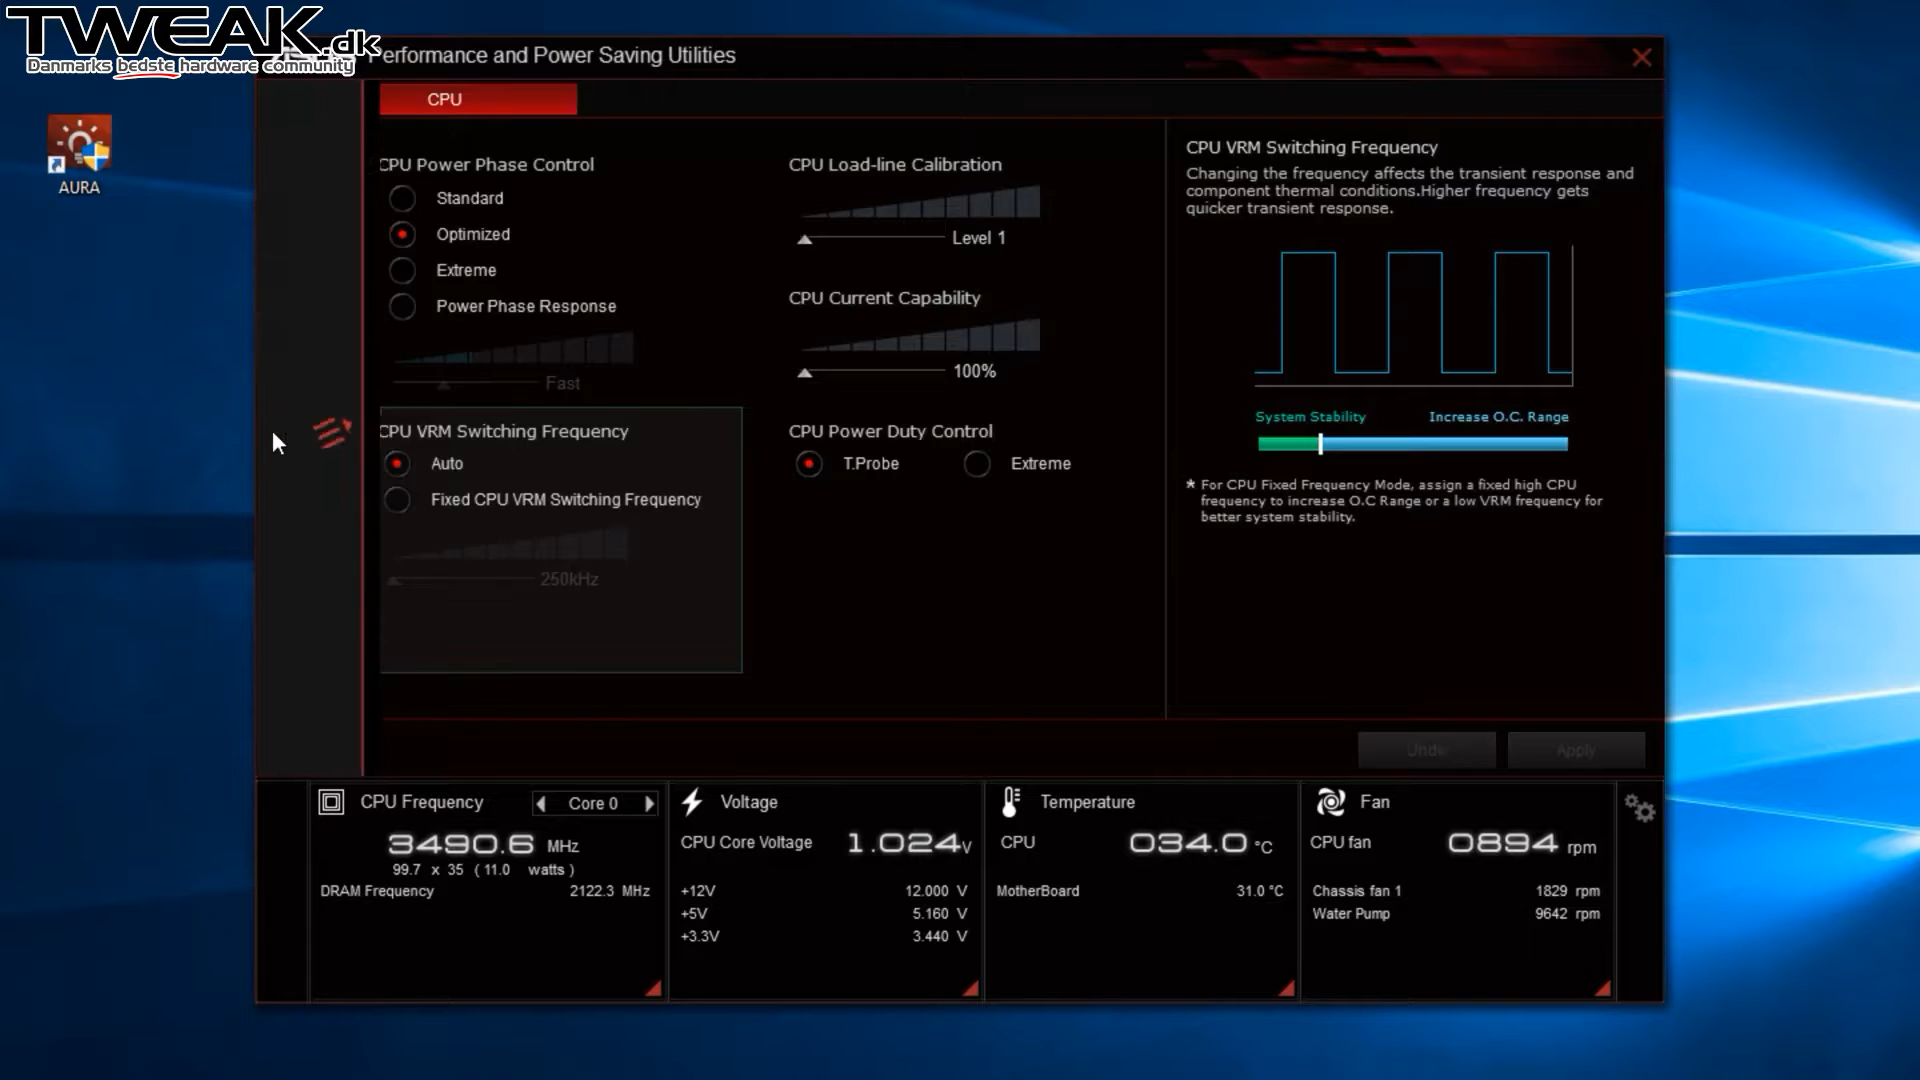 TWEAK.dk
Danmarks bedste hardware community
Performance and Power Saving Utilities
AURA
CPU
CPU Power Phase Control
Standard
Optimized
Extreme
Power Phase Response
Fast
CPU VRM Switching Frequency
Auto
Fixed CPU VRM Switching Frequency
250kHz
CPU Load-line Calibration
Level 1
CPU Current Capability
100%
CPU Power Duty Control
T.Probe Extreme
CPU VRM Switching Frequency
Changing the frequency affects the transient response and
component thermal conditions.Higher frequency gets
quicker transient response.
System Stability Increase O.C. Range
* For CPU Fixed Frequency Mode, assign a fixed high CPU
frequency to increase O.C Range or a low VRM frequency for
better system stability.
Undo Apply
CPU Frequency Core 0
3490.6 MHz
99.7 x 35 ( 11.0 watts )
DRAM Frequency 2122.3 MHz
Voltage
CPU Core Voltage 1.024 V
+12V 12.000 V
+5V 5.160 V
+3.3V 3.440 V
Temperature
CPU 034.0 °C
MotherBoard 31.0 °C
Fan
CPU fan 0894 rpm
Chassis fan 1 1829 rpm
Water Pump 9642 rpm